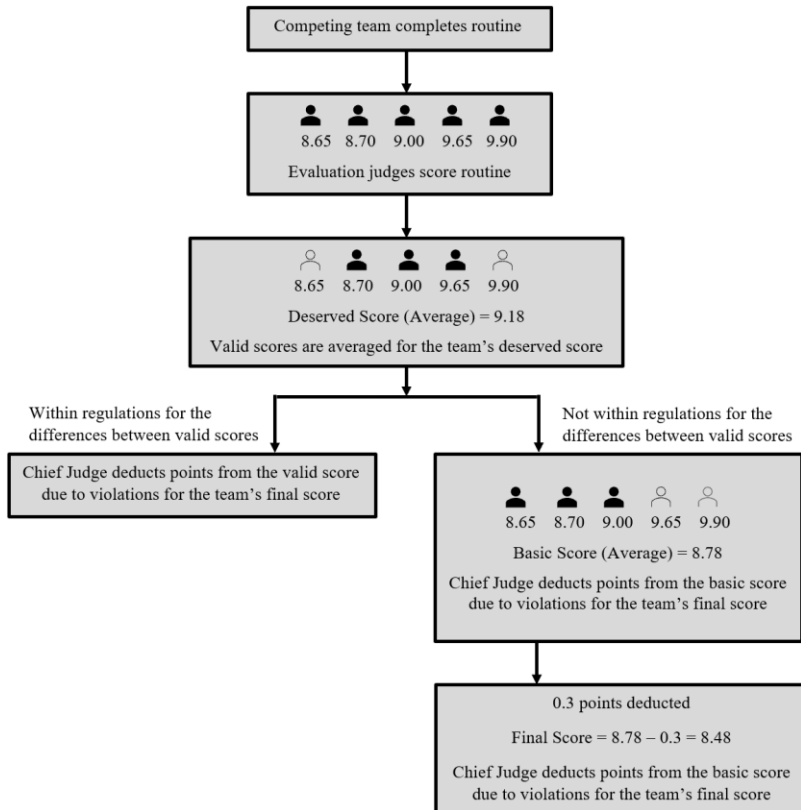 Competing team completes routine
8.65 8.70 9.00 9.65 9.90
Evaluation judges score routine
8.65 8.70 9.00 9.65 9.90
Deserved Score (Average) = 9.18
Valid scores are averaged for the team’s deserved score
Within regulations for the
differences between valid scores
Not within regulations for the
differences between valid scores
Chief Judge deducts points from the valid score
due to violations for the team’s final score
8.65 8.70 9.00 9.65 9.90
Basic Score (Average) = 8.78
Chief Judge deducts points from the basic score
due to violations for the team’s final score
0.3 points deducted
Final Score = 8.78 – 0.3 = 8.48
Chief Judge deducts points from the basic score
due to violations for the team’s final score